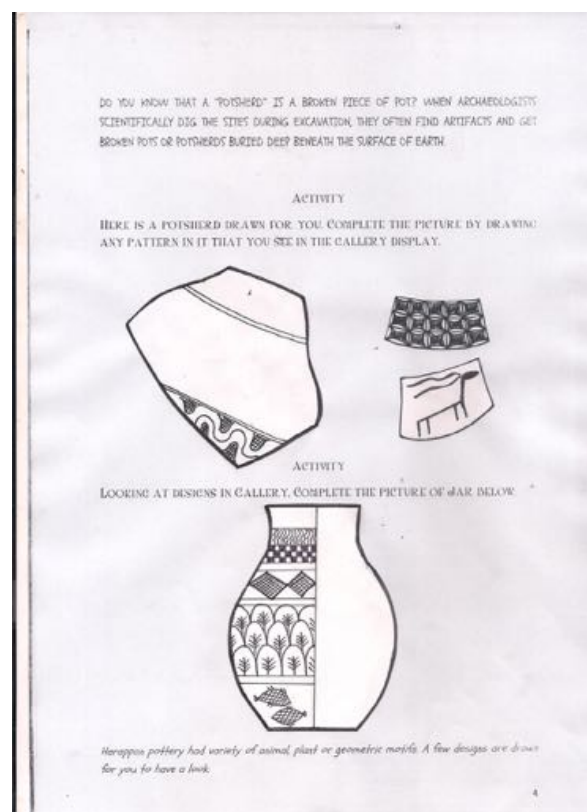 DO YOU KNOW THAT A "POTSHERD" IS A BROKEN PIECE OF POT? WHEN ARCHAEOLOGISTS
SCIENTIFICALLY DIG THE SITES DURING EXCAVATION, THEY OFTEN FIND ARTIFACTS AND GET
BROKEN POTS OR POTSHERDS BURIED DEEP BENEATH THE SURFACE OF EARTH.
ACTIVITY
HERE IS A POTSHERD DRAWN FOR YOU. COMPLETE THE PICTURE BY DRAWING
ANY PATTERN IN IT THAT YOU SEE IN THE GALLERY DISPLAY.
ACTIVITY
LOOKING AT DESIGNS IN GALLERY, COMPLETE THE PICTURE OF JAR BELOW.
Harappan pottery had variety of animal, plant or geometric motifs. A few designs are drawn
for you to have a look.
4